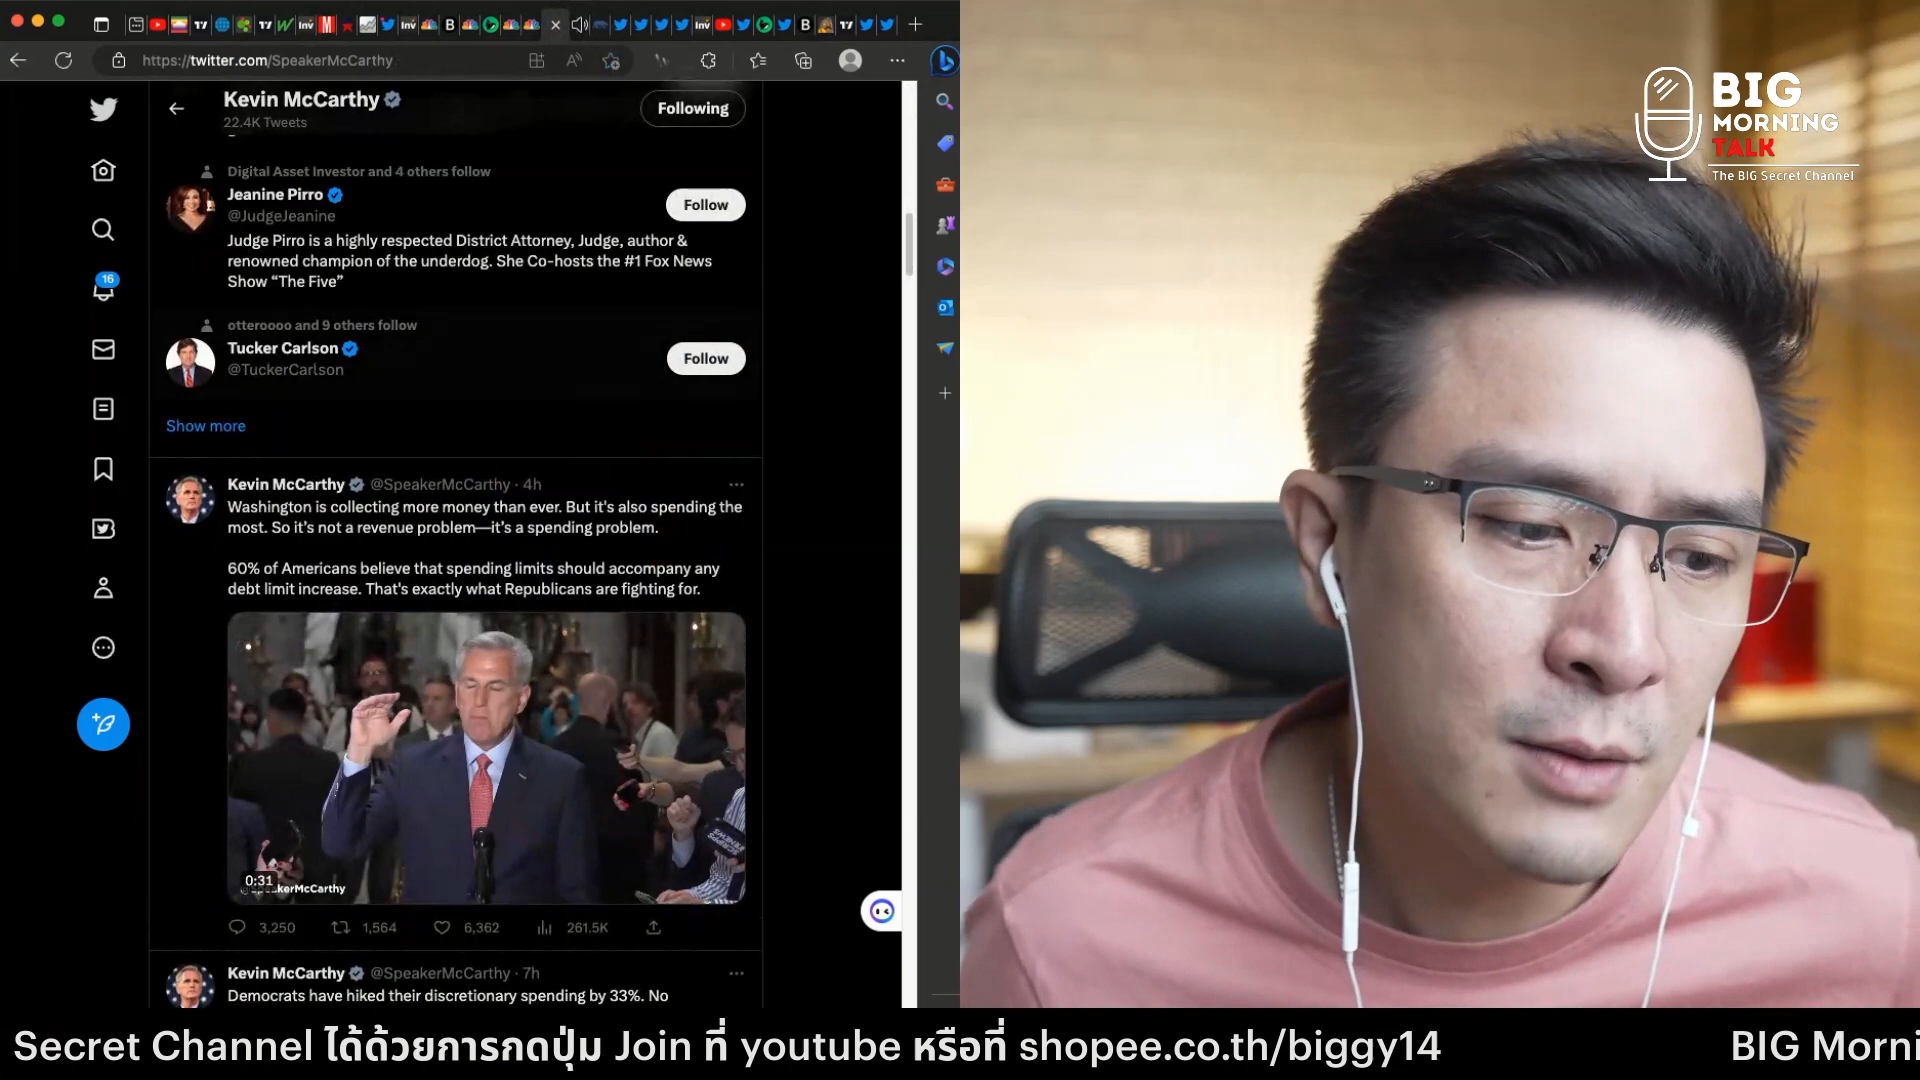 https://twitter.com/SpeakerMcCarthy
Kevin McCarthy
22.4K Tweets
Following
Digital Asset Investor and 4 others follow
Jeanine Pirro
@JudgeJeanine
Follow
Judge Pirro is a highly respected District Attorney, Judge, author &
renowned champion of the underdog. She Co-hosts the #1 Fox News
Show “The Five”
16
otteroooo and 9 others follow
Tucker Carlson
@TuckerCarlson
Follow
Show more
Kevin McCarthy @SpeakerMcCarthy · 4h
Washington is collecting more money than ever. But it's also spending the
most. So it’s not a revenue problem—it’s a spending problem.
60% of Americans believe that spending limits should accompany any
debt limit increase. That's exactly what Republicans are fighting for.
0:31
3,250 1,564 6,362 261.5K
Kevin McCarthy @SpeakerMcCarthy · 7h
Democrats have hiked their discretionary spending by 33%. No
BIG
MORNING
TALK
The BIG Secret Channel
Secret Channel ได้ด้วยการกดปุ่ม Join ที่ youtube หรือที่ shopee.co.th/biggy14
BIG Morni